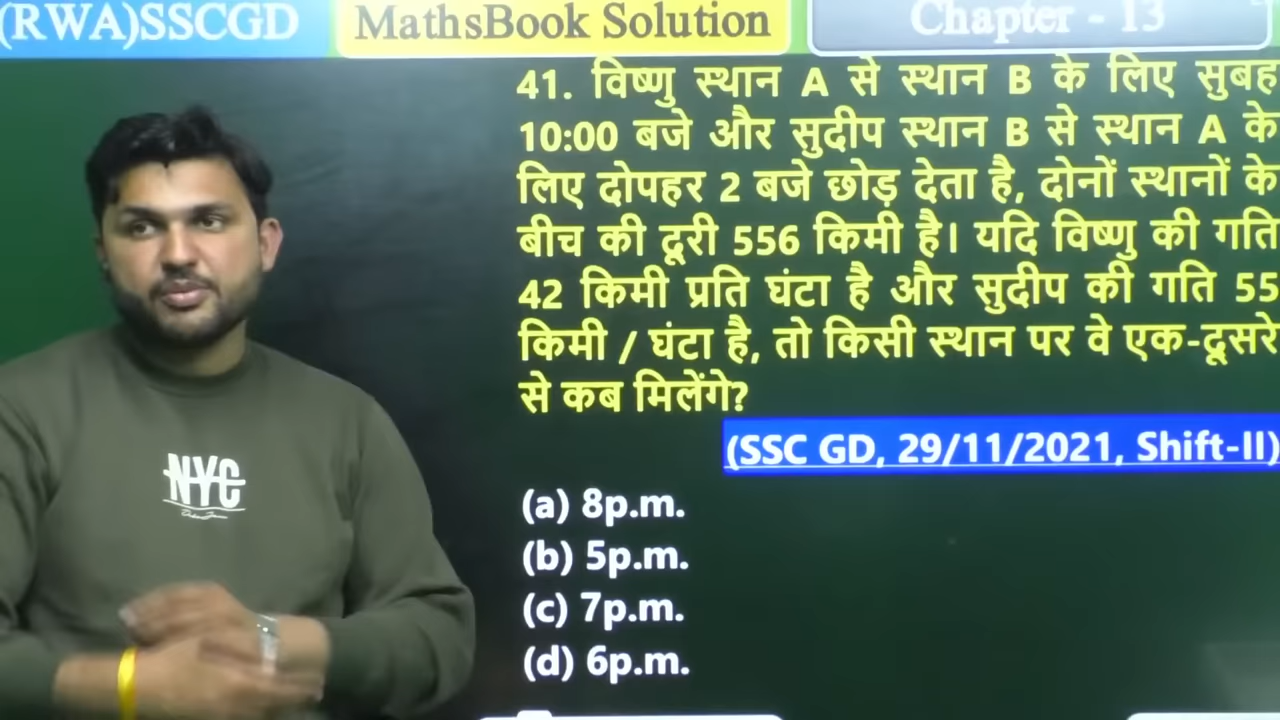 (RWA)SSCGD
MathsBook Solution
Chapter - 13
41. विष्णु स्थान A से स्थान B के लिए सुबह
10:00 बजे और सुदीप स्थान B से स्थान A के
लिए दोपहर 2 बजे छोड़ देता है, दोनों स्थानों के
बीच की दूरी 556 किमी है। यदि विष्णु की गति
42 किमी प्रति घंटा है और सुदीप की गति 55
किमी / घंटा है, तो किसी स्थान पर वे एक-दूसरे
से कब मिलेंगे?
(SSC GD, 29/11/2021, Shift-II)
(a) 8p.m.
(b) 5p.m.
(c) 7p.m.
(d) 6p.m.
NYC